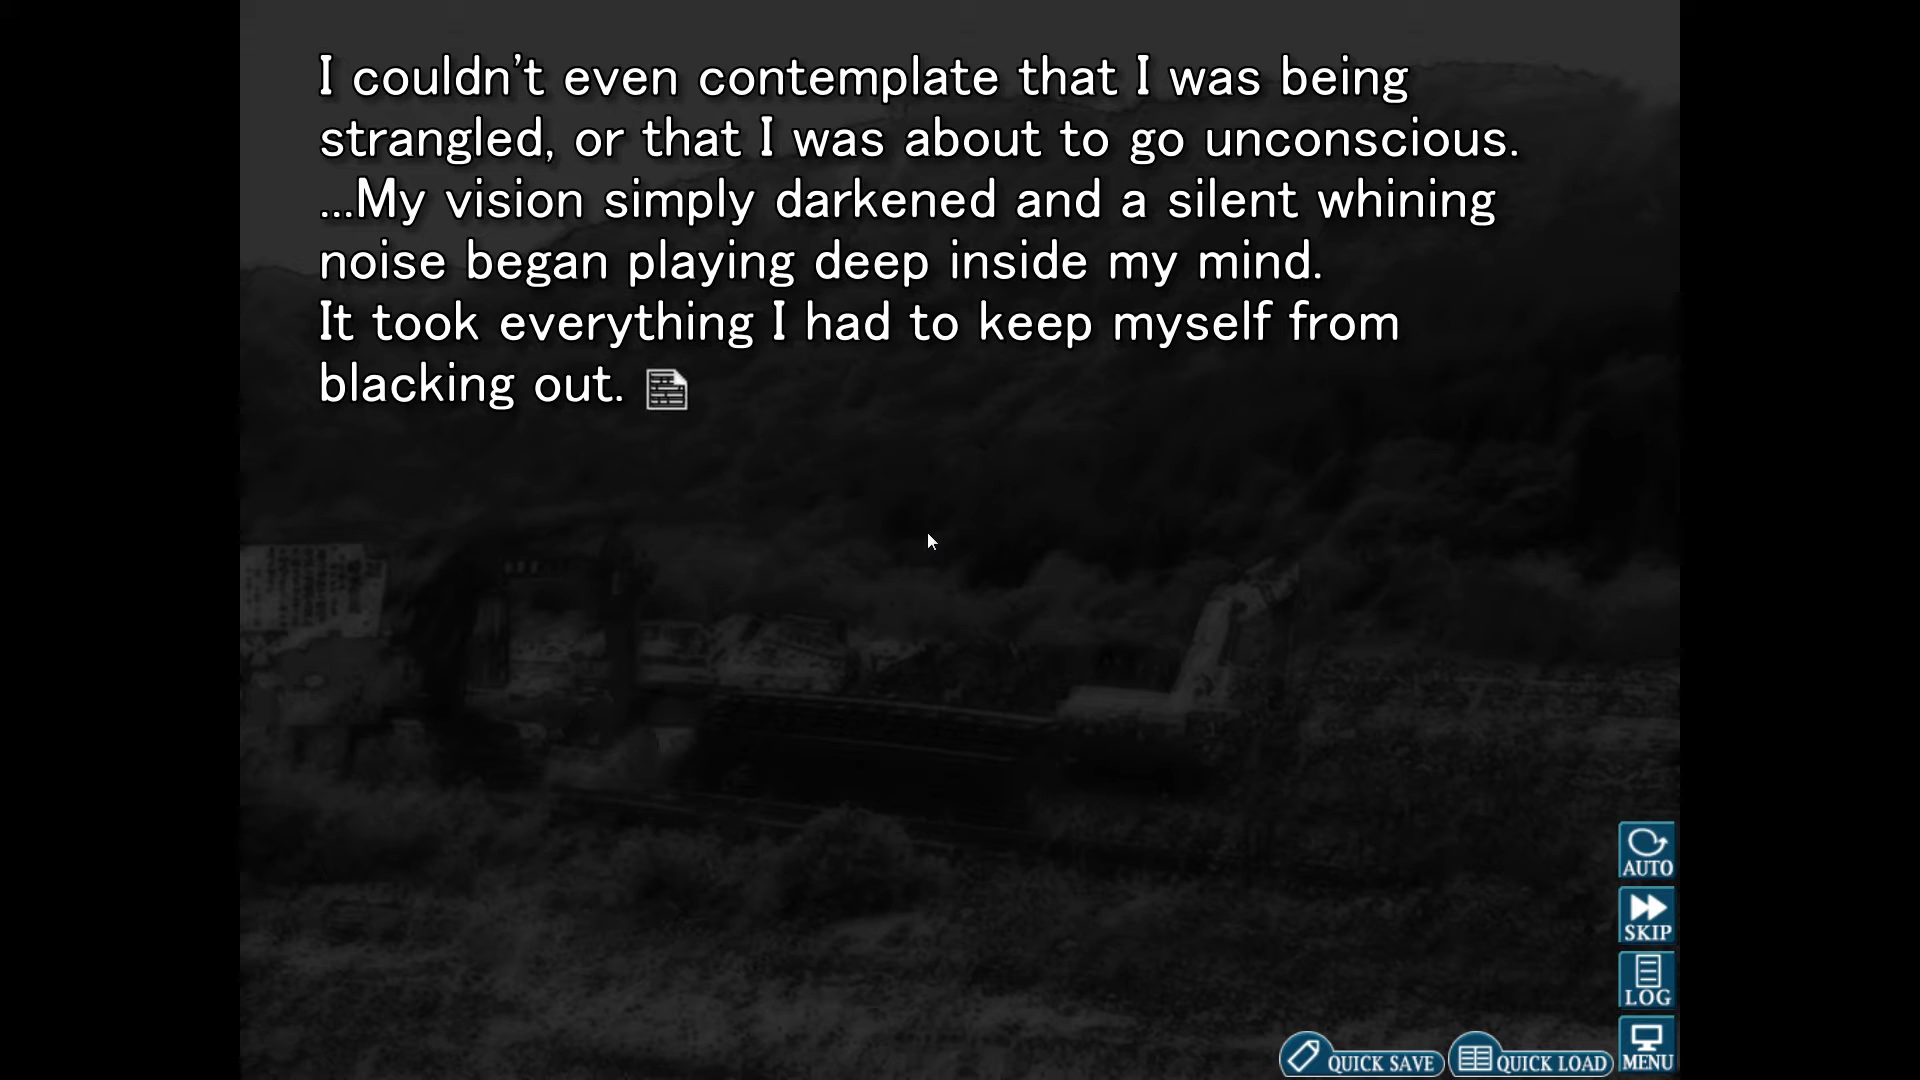 I couldn't even contemplate that I was being
strangled, or that I was about to go unconscious.
...My vision simply darkened and a silent whining
noise began playing deep inside my mind.
It took everything I had to keep myself from
blacking out.
AUTO
SKIP
LOG
MENU
QUICK SAVE
QUICK LOAD